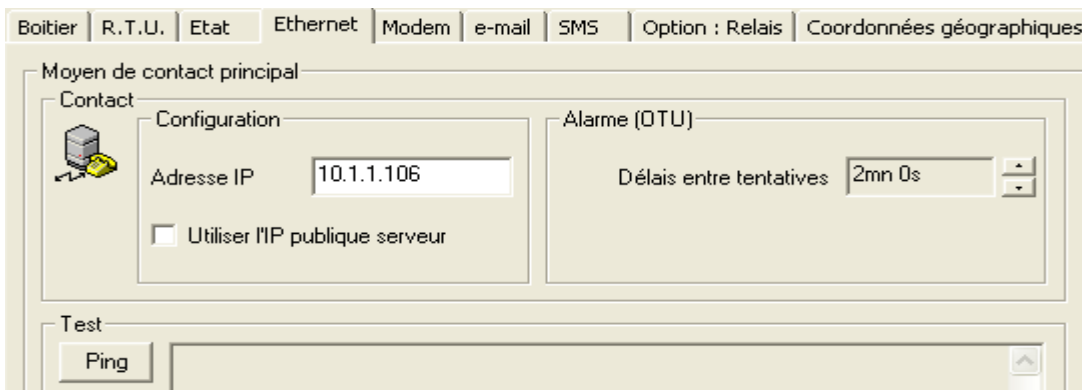 Boitier R.T.U. Etat Ethernet Modem e-mail SMS Option : Relais Coordonnées géographiques
Moyen de contact principal
Contact
Configuration
Adresse IP 10.1.1.106
Utiliser l'IP publique serveur
Alarme (OTU)
Délais entre tentatives 2mn 0s
Test
Ping